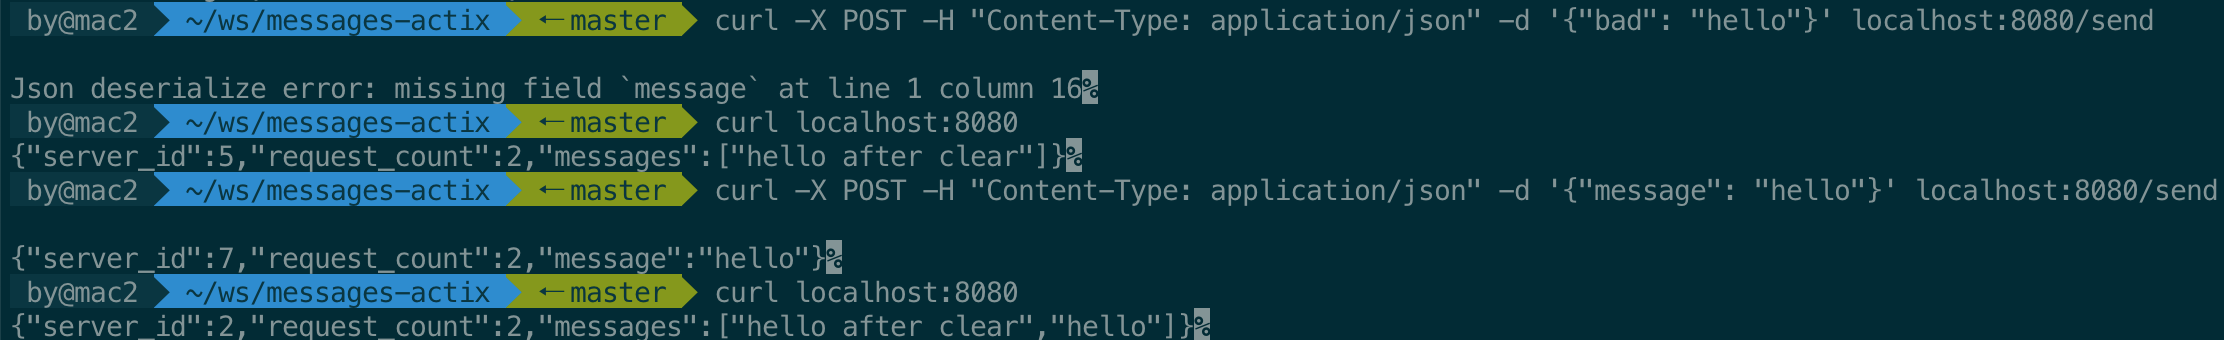 by@mac2 ~/ws/messages-actix ←master curl -X POST -H "Content-Type: application/json" -d '{"bad": "hello"}' localhost:8080/send
Json deserialize error: missing field `message` at line 1 column 16%
by@mac2 ~/ws/messages-actix ←master curl localhost:8080
{"server_id":5,"request_count":2,"messages":["hello after clear"]}%
by@mac2 ~/ws/messages-actix ←master curl -X POST -H "Content-Type: application/json" -d '{"message": "hello"}' localhost:8080/send
{"server_id":7,"request_count":2,"message":"hello"}%
by@mac2 ~/ws/messages-actix ←master curl localhost:8080
{"server_id":2,"request_count":2,"messages":["hello after clear","hello"]}%